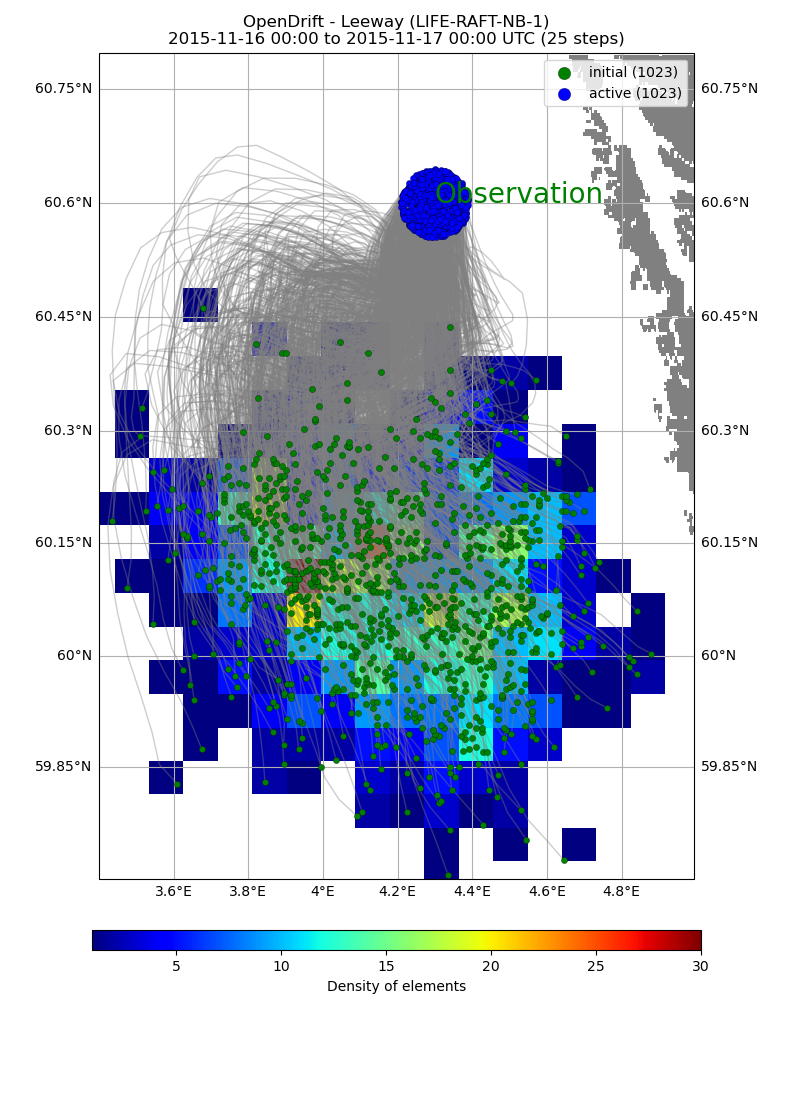 OpenDrift - Leeway (LIFE-RAFT-NB-1)
2015-11-16 00:00 to 2015-11-17 00:00 UTC (25 steps)
initial (1023)
active (1023)
60.75°N
60.75°N
Observation
60.6°N
60.6°N
60.45°N
60.45°N
60.3°N
60.3°N
60.15°N
60.15°N
60°N
60°N
59.85°N
59.85°N
3.6°E 3.8°E 4°E 4.2°E 4.4°E 4.6°E 4.8°E
5 10 15 20 25 30
Density of elements